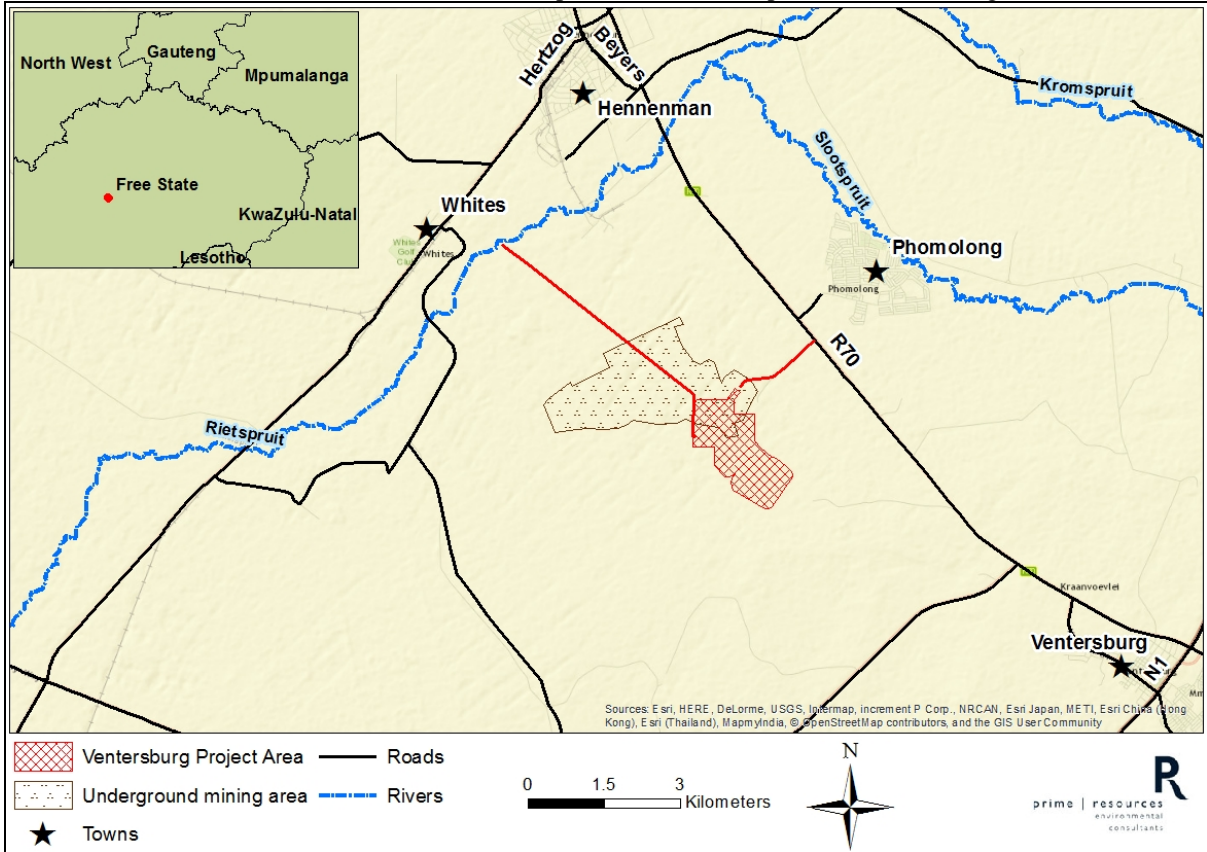 North West
Gauteng
Mpumalanga
Free State
KwaZulu-Natal
Lesotho
Hertzog
Beyers
Hennenman
Kromspruit
Slootspruit
Whites
Whites
Golf
Whites
Phomolong
Phomolong
R70
Rietspruit
Kraanvoevlei
Ventersburg
N1
Sources: Esri, HERE, DeLorme, USGS, Intermap, increment P Corp., NRCAN, Esri Japan, METI, Esri China (Hong
Kong), Esri (Thailand), MapmyIndia, © OpenStreetMap contributors, and the GIS User Community
Ventersburg Project Area
Roads
Underground mining area
Rivers
Towns
0 1.5 3
Kilometers
N
R
prime | resources
environmental
consultants